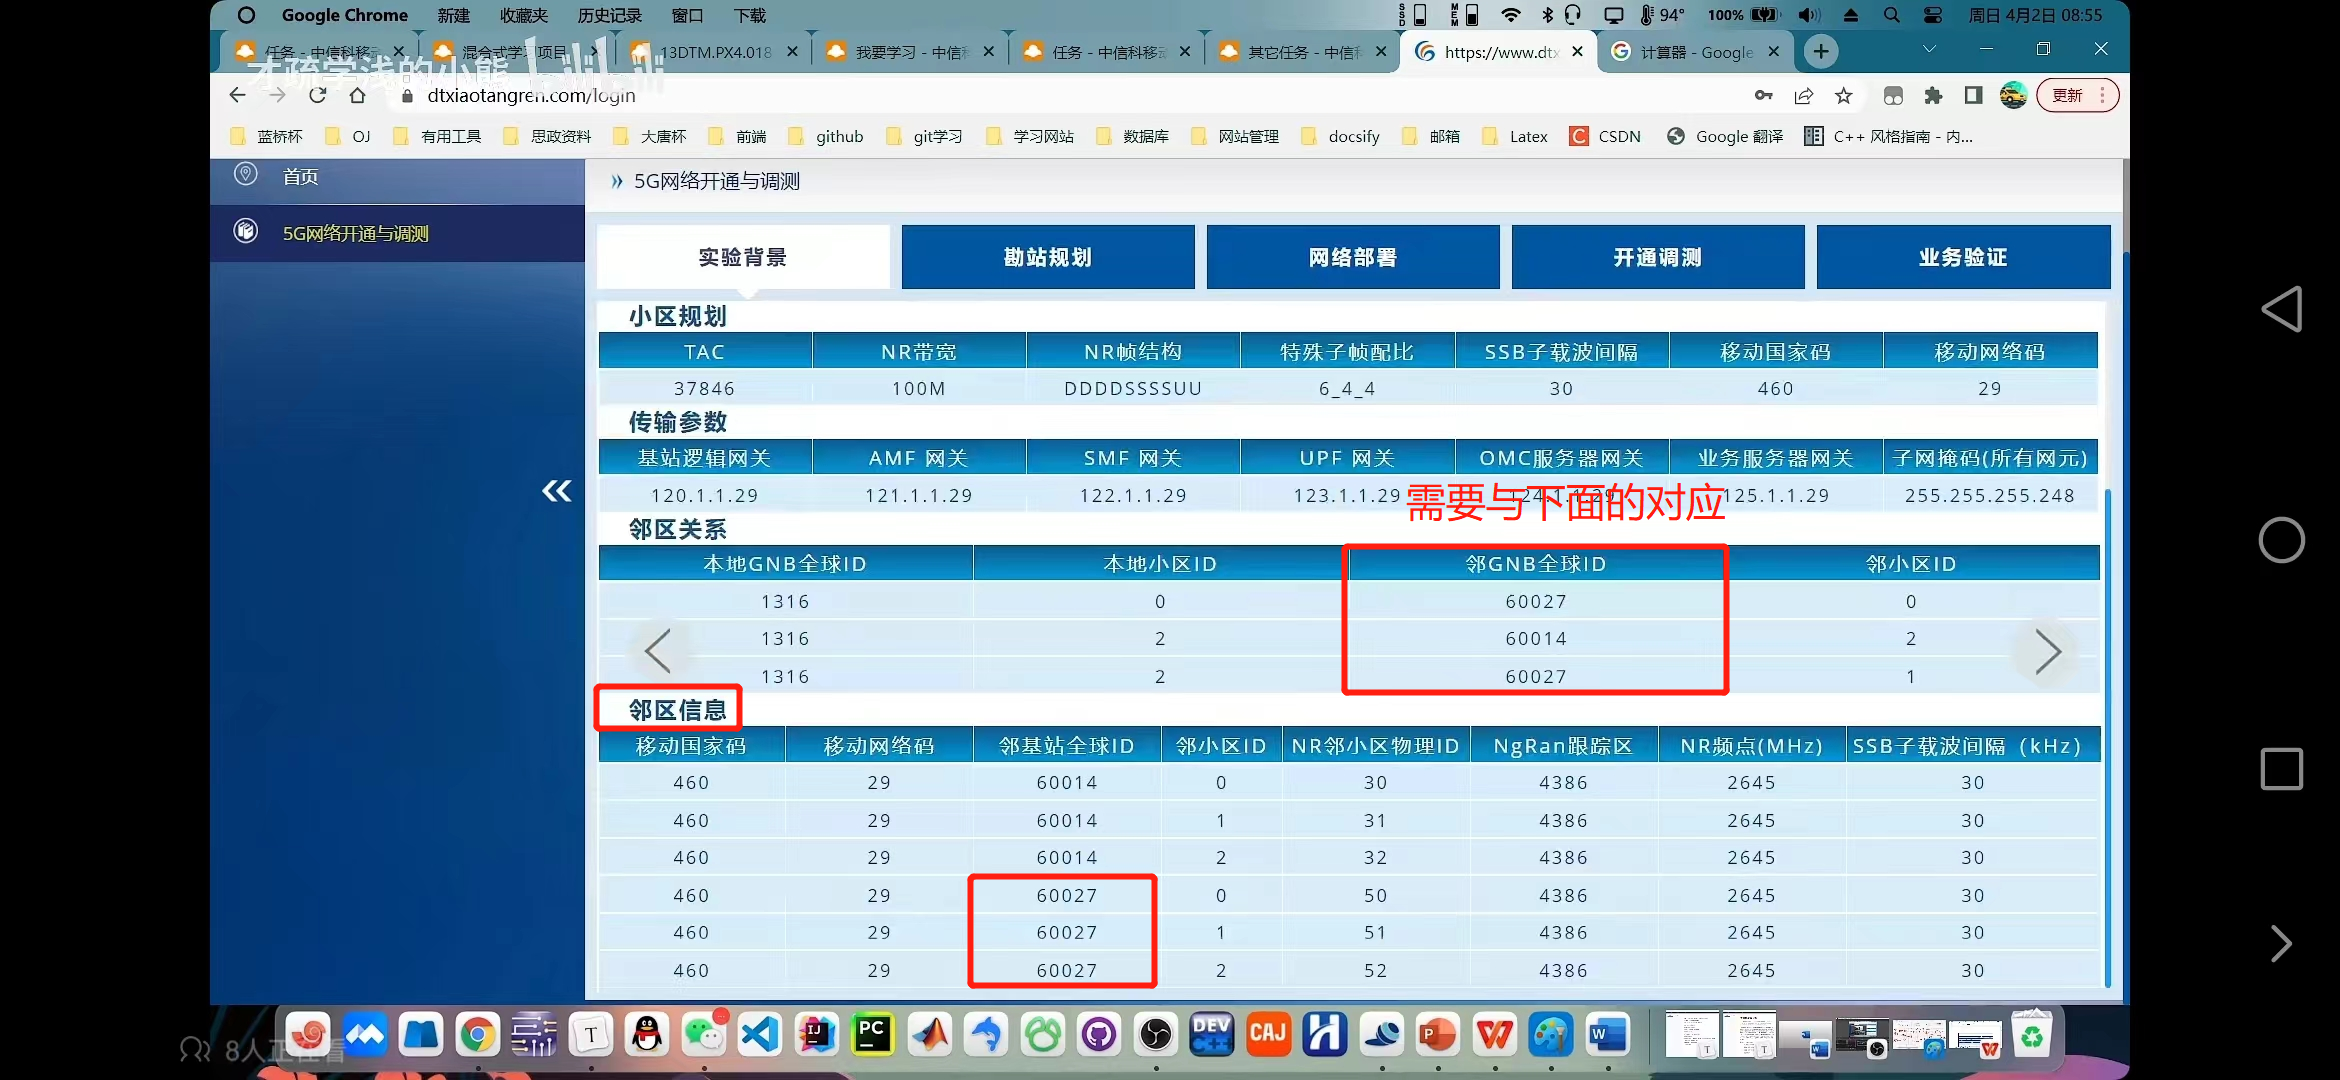 Google Chrome 新建 收藏夹 历史记录 窗口 下载 SSD MEM 94° 100% 周日 4月2日 08:55
任务 - 中信科移动 混合式学习项目 13DTM.PX4.018 我要学习 - 中信科 任务 - 中信科移动 其它任务 - 中信 https://www.dtx 计算器 - Google
才疏学浅的小熊 bilibili
dtxiaotangren.com/login 更新
蓝桥杯 OJ 有用工具 思政资料 大唐杯 前端 github git学习 学习网站 数据库 网站管理 docsify 邮箱 Latex CSDN Google 翻译 C++ 风格指南 - 内...
首页
5G网络开通与调测
» 5G网络开通与调测
实验背景 勘站规划 网络部署 开通调测 业务验证
小区规划
TAC NR带宽 NR帧结构 特殊子帧配比 SSB子载波间隔 移动国家码 移动网络码
37846 100M DDDDSSSSUU 6_4_4 30 460 29
传输参数
基站逻辑网关 AMF 网关 SMF 网关 UPF 网关 OMC服务器网关 业务服务器网关 子网掩码(所有网元)
120.1.1.29 121.1.1.29 122.1.1.29 123.1.1.29 124.1.1.29 125.1.1.29 255.255.255.248
需要与下面的对应
邻区关系
本地GNB全球ID 本地小区ID 邻GNB全球ID 邻小区ID
1316 0 60027 0
1316 2 60014 2
1316 2 60027 1
邻区信息
移动国家码 移动网络码 邻基站全球ID 邻小区ID NR邻小区物理ID NgRan跟踪区 NR频点(MHz) SSB子载波间隔（kHz）
460 29 60014 0 30 4386 2645 30
460 29 60014 1 31 4386 2645 30
460 29 60014 2 32 4386 2645 30
460 29 60027 0 50 4386 2645 30
460 29 60027 1 51 4386 2645 30
460 29 60027 2 52 4386 2645 30
T IJ PC DEV C++ CAJ P W W
8人正在看